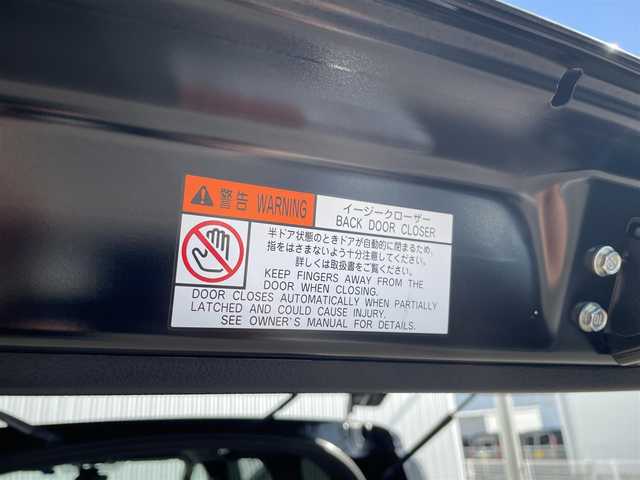 警告 WARNING
イージークローザー
BACK DOOR CLOSER
半ドア状態のときドアが自動的に閉まるため、
指をはさまないよう十分注意してください。
詳しくは取扱書をご覧ください。
KEEP FINGERS AWAY FROM THE
DOOR WHEN CLOSING.
DOOR CLOSES AUTOMATICALLY WHEN PARTIALLY
LATCHED AND COULD CAUSE INJURY.
SEE OWNER'S MANUAL FOR DETAILS.